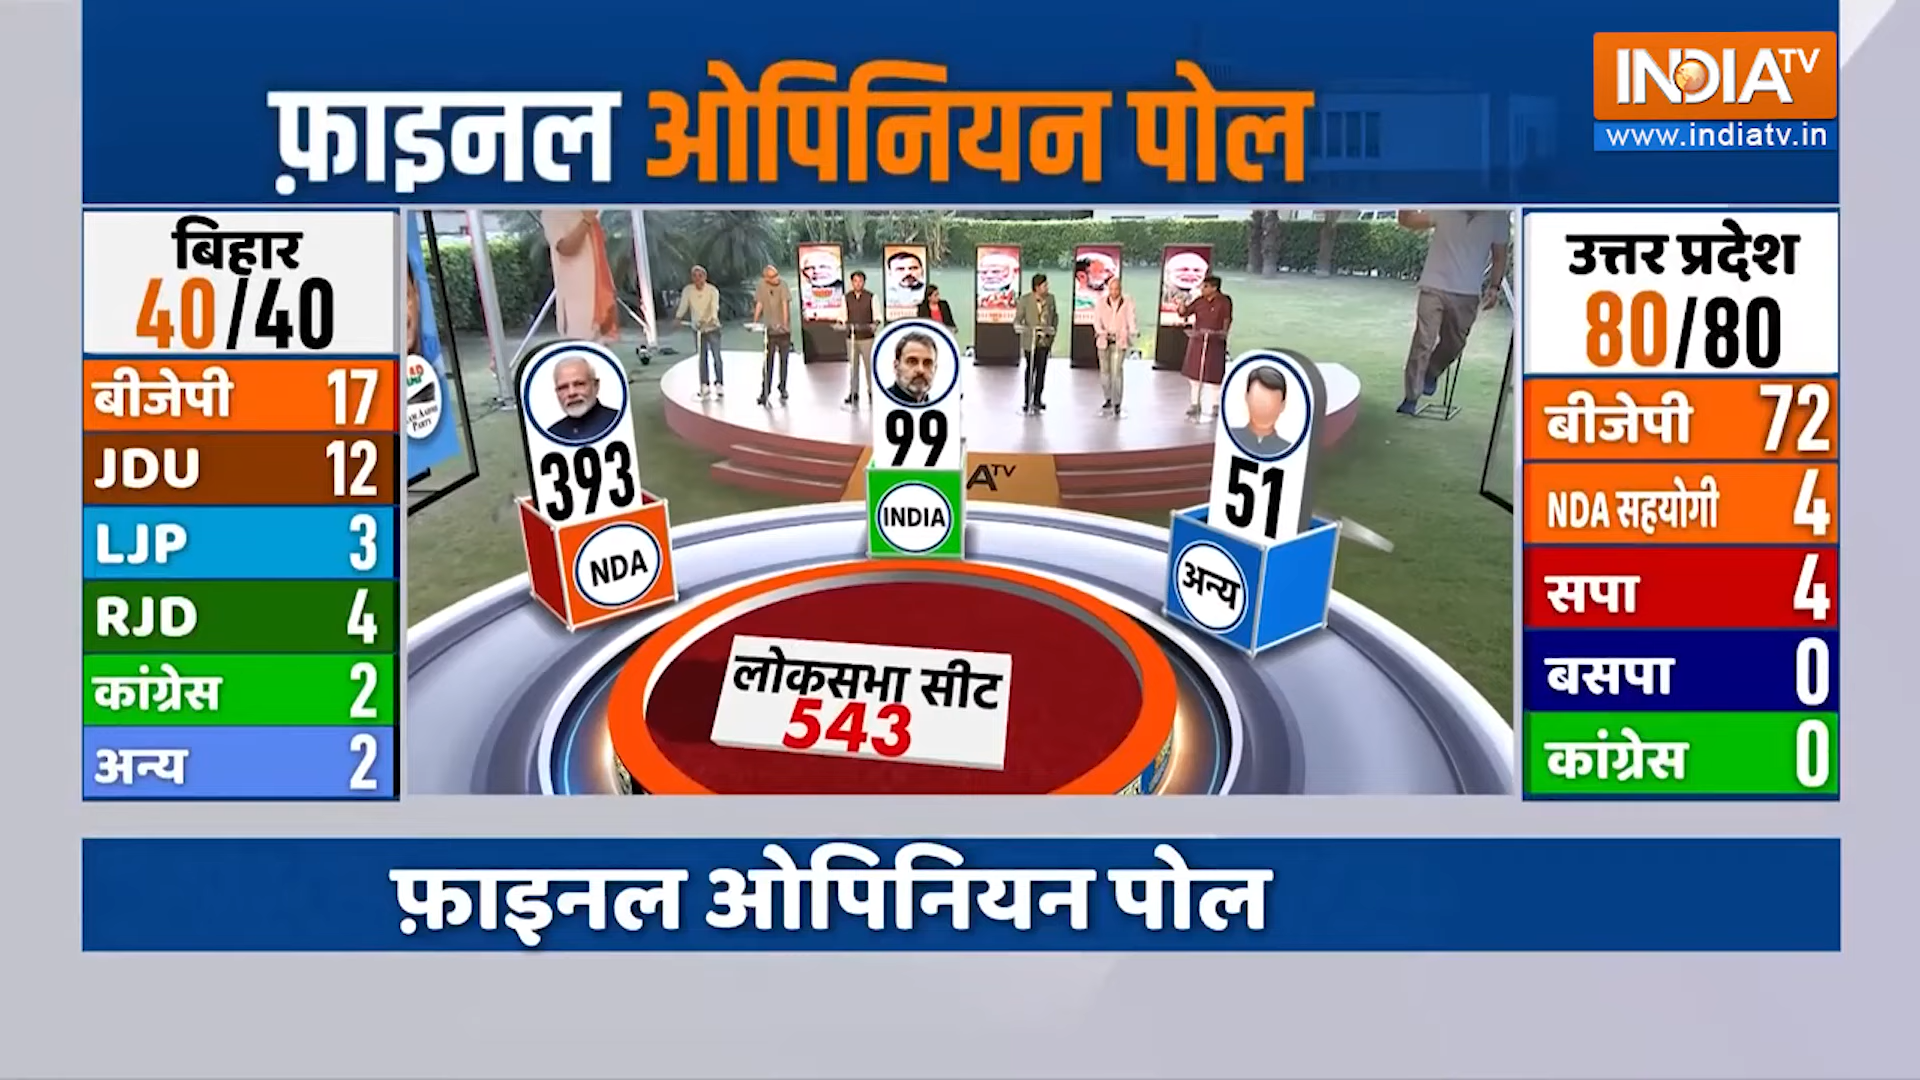 फ़ाइनल ओपिनियन पोल
INDIA TV
www.indiatv.in
बिहार
40/40
बीजेपी 17
JDU 12
LJP 3
RJD 4
कांग्रेस 2
अन्य 2
393
NDA
99
INDIA
51
अन्य
A TV
लोकसभा सीट
543
उत्तर प्रदेश
80/80
बीजेपी 72
NDA सहयोगी 4
सपा 4
बसपा 0
कांग्रेस 0
फ़ाइनल ओपिनियन पोल